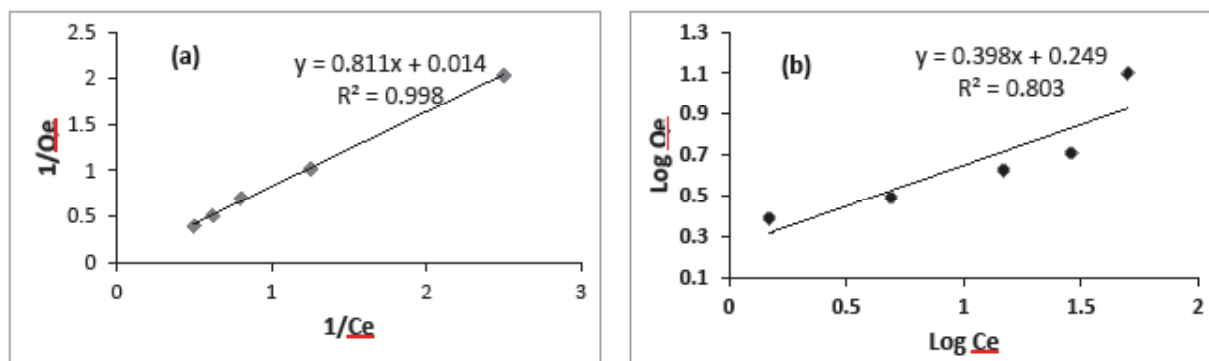 (a)
y = 0.811x + 0.014
R² = 0.998
1/Qe
2.5
2
1.5
1
0.5
0
0
1
2
3
1/Ce
(b)
y = 0.398x + 0.249
R² = 0.803
Log Qe
1.3
1.1
0.9
0.7
0.5
0.3
0.1
0
0.5
1
1.5
2
Log Ce